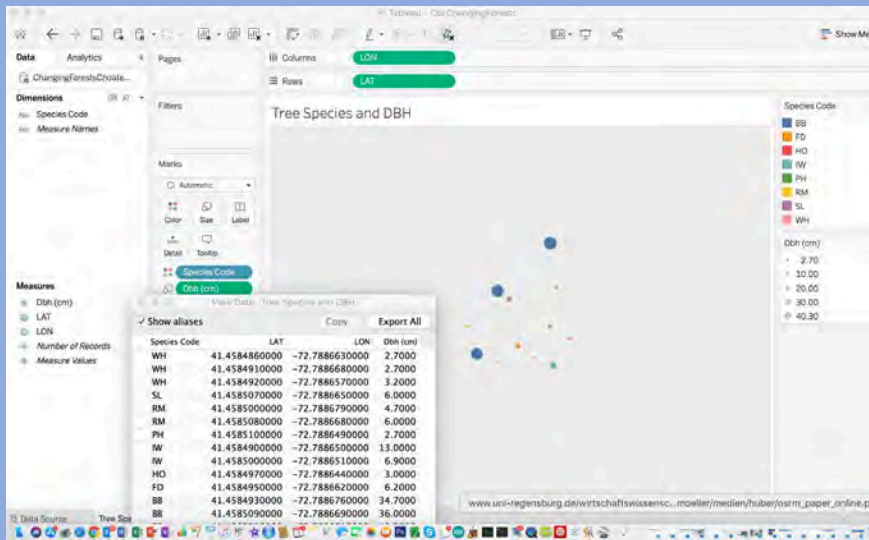 Tableau - OurChangingForests
Show Me
Data
Analytics
Pages
Columns
LON
Rows
LAT
ChangingForestsChoate...
Dimensions
Abc Species Code
Abc Measure Names
Filters
Tree Species and DBH
Marks
Automatic
Color
Size
Label
Detail
Tooltip
Species Code
Dbh (cm)
Species Code
BB
FD
HO
IW
PH
RM
SL
WH
Dbh (cm)
2.70
10.00
20.00
30.00
40.30
Measures
Dbh (cm)
LAT
LON
Number of Records
Measure Values
View Data: Tree Species and DBH
Show aliases
Copy
Export All
Species Code LAT LON Dbh (cm)
WH 41.4584860000 -72.7886630000 2.7000
WH 41.4584910000 -72.7886680000 2.7000
WH 41.4584920000 -72.7886570000 3.2000
SL 41.4585070000 -72.7886650000 6.0000
RM 41.4585000000 -72.7886790000 4.7000
RM 41.4585080000 -72.7886680000 6.0000
PH 41.4585100000 -72.7886490000 2.7000
IW 41.4584900000 -72.7886500000 13.0000
IW 41.4585000000 -72.7886510000 6.9000
HO 41.4584970000 -72.7886440000 3.0000
FD 41.4584950000 -72.7886620000 6.2000
BB 41.4584930000 -72.7886760000 34.7000
BB 41.4585090000 -72.7886690000 36.0000
www.uni-regensburg.de/wirtschaftswissensc...moeller/medien/huber/osrm_paper_online.p
Data Source
Tree Spe